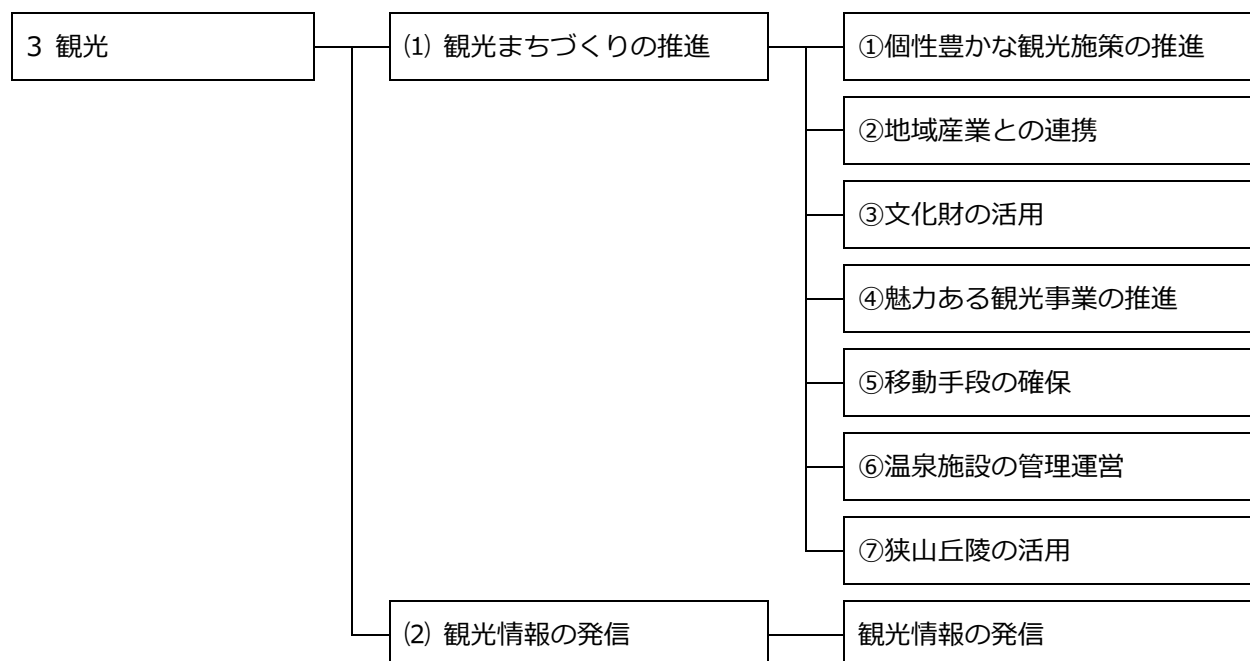 3 観光
⑴ 観光まちづくりの推進
①個性豊かな観光施策の推進
②地域産業との連携
③文化財の活用
④魅力ある観光事業の推進
⑤移動手段の確保
⑥温泉施設の管理運営
⑦狭山丘陵の活用
⑵ 観光情報の発信
観光情報の発信